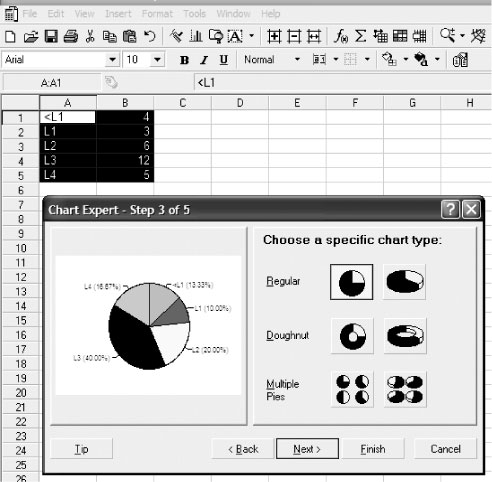 File Edit View Insert Format Tools Window Help
Arial 10 B I U Normal
A:A1 <L1
A B C D E F G H
1 <L1 4
2 L1 3
3 L2 6
4 L3 12
5 L4 5
6
7
8
9
10
11
12
13
14
15
16
17
18
19
20
21
22
23
24
25
26
Chart Expert - Step 3 of 5
Choose a specific chart type:
L4 (16.67%) <L1 (13.33%)
L1 (10.00%)
L2 (20.00%)
L3 (40.00%)
Regular
Doughnut
Multiple
Pies
Tip < Back Next > Finish Cancel